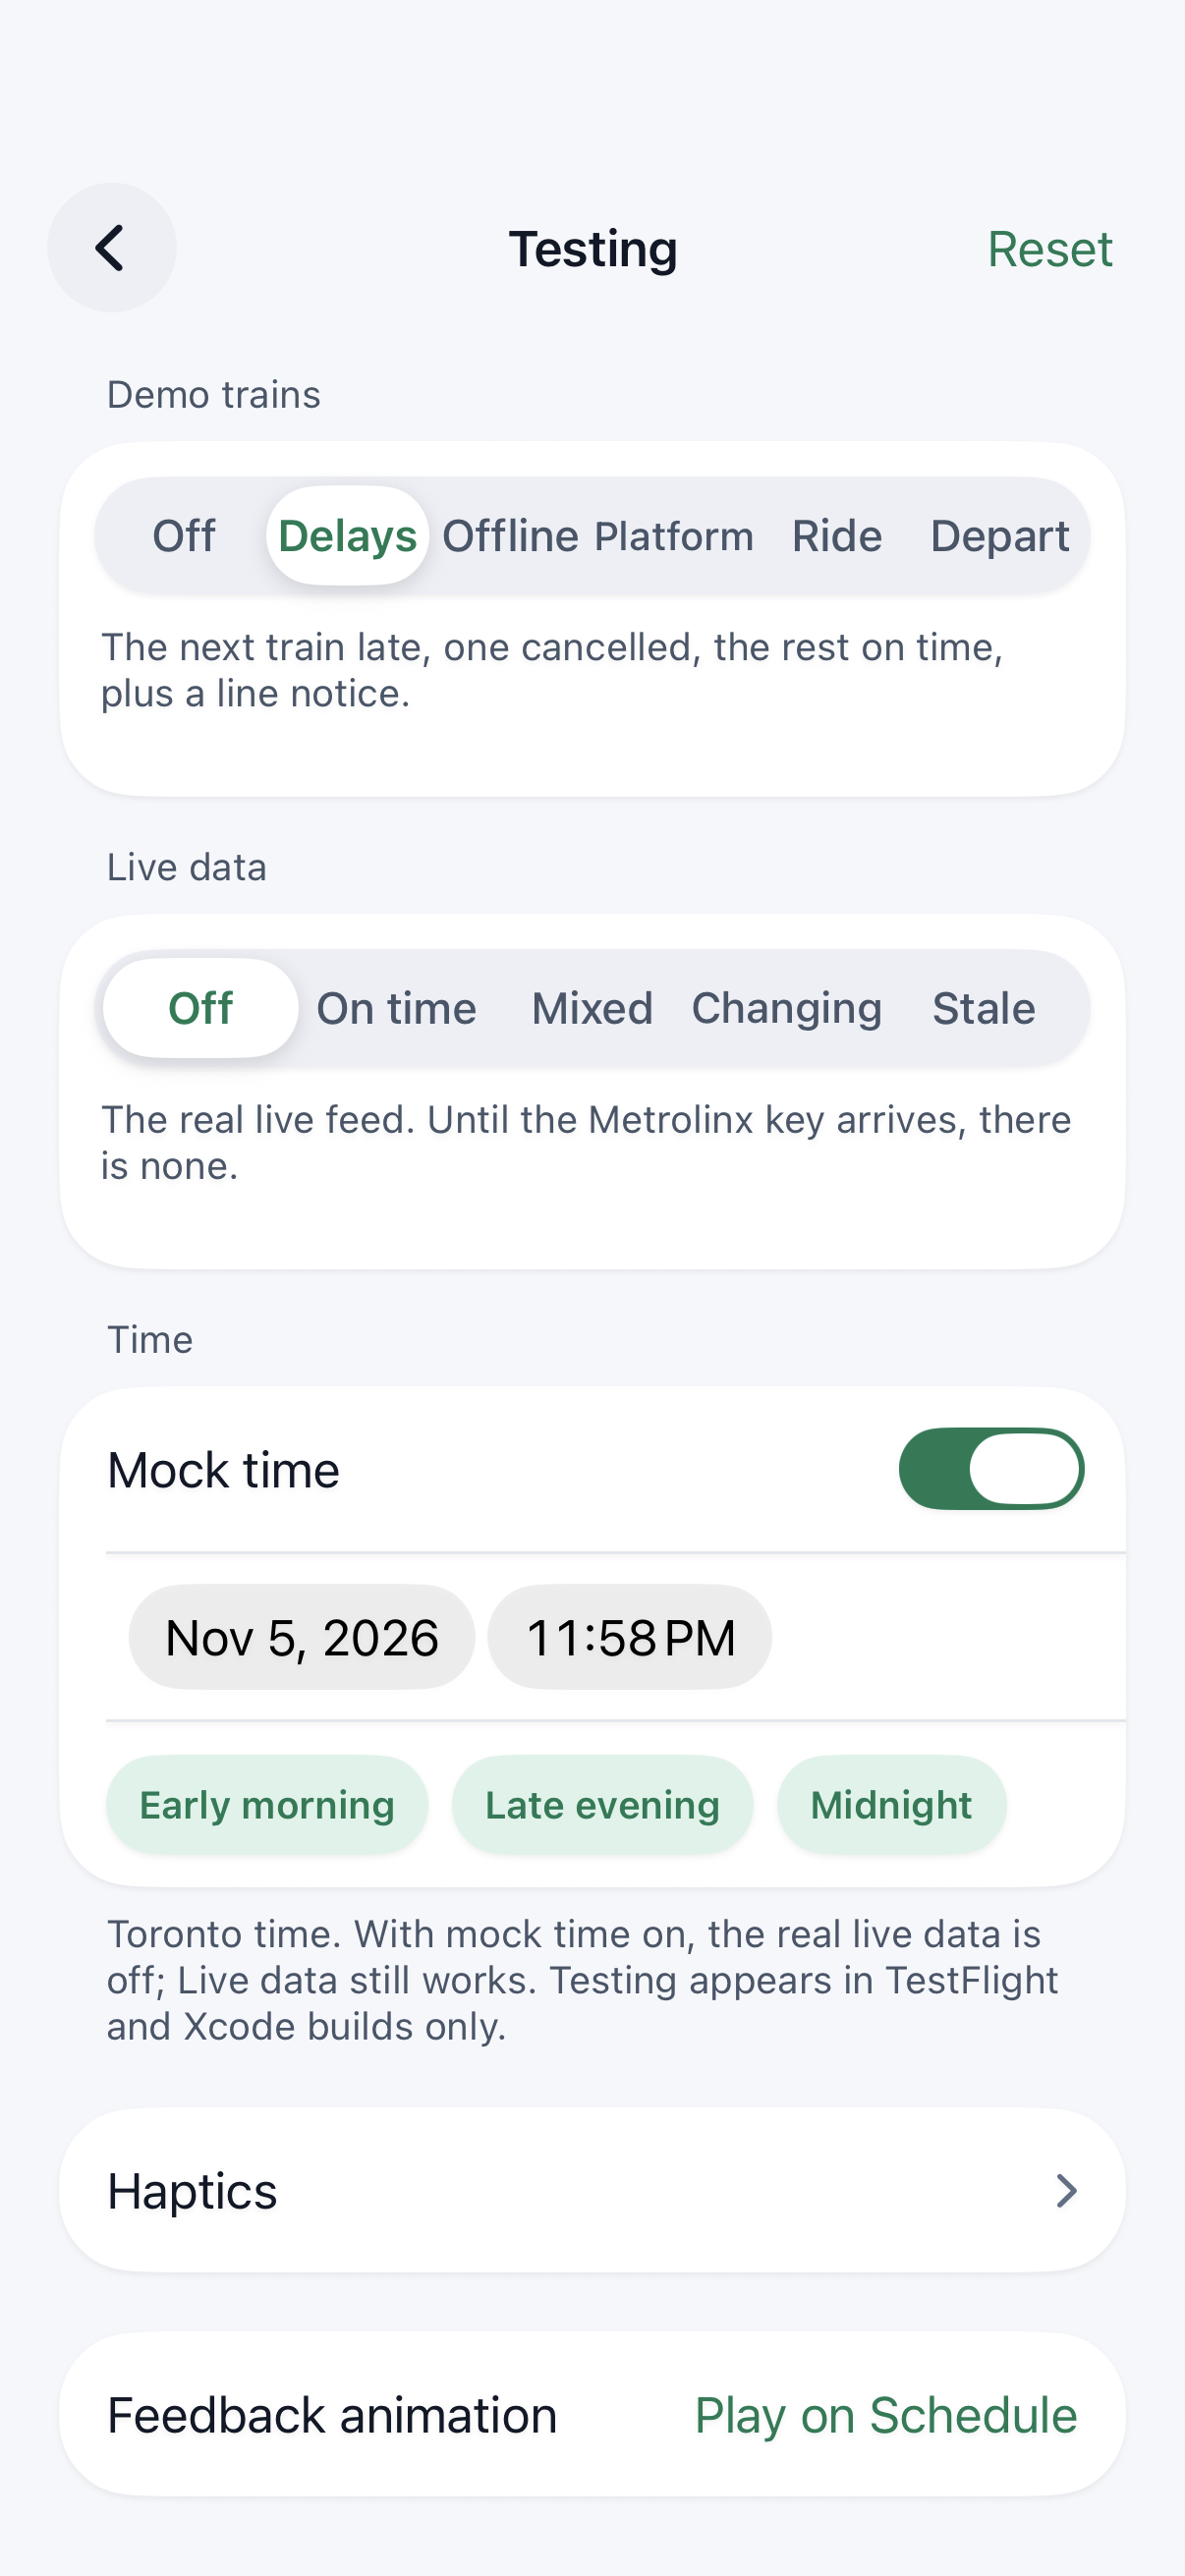 Testing
Reset
Demo trains
Off Delays Offline Platform Ride Depart
The next train late, one cancelled, the rest on time,
plus a line notice.
Live data
Off On time Mixed Changing Stale
The real live feed. Until the Metrolinx key arrives, there
is none.
Time
Mock time
Nov 5, 2026 11:58 PM
Early morning Late evening Midnight
Toronto time. With mock time on, the real live data is
off; Live data still works. Testing appears in TestFlight
and Xcode builds only.
Haptics
Feedback animation Play on Schedule